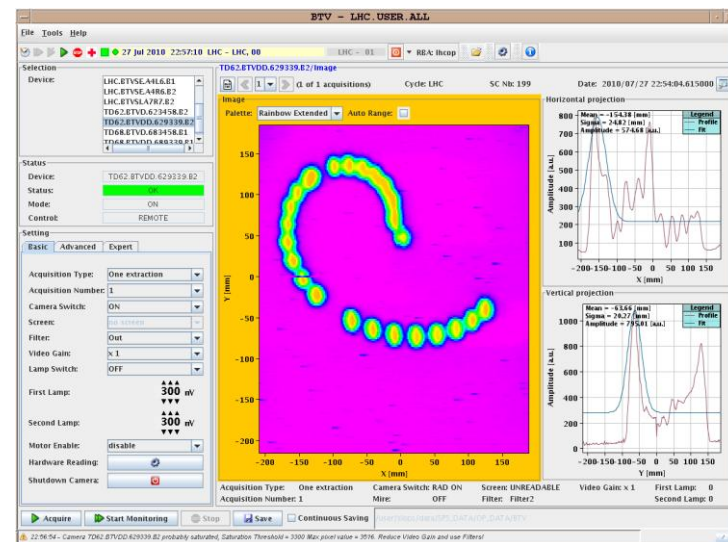 BTV - LHC.USER.ALL
File Tools Help
27 Jul 2010 22:57:10 LHC - LHC, 00
LHC - 01
RBA: lhcop
Selection
Device:
LHC.BTVSE.A4L6.B1
LHC.BTVSE.A4R6.B2
LHC.BTVSLA7R7.B2
TD62.BTVDD.623458.B2
TD62.BTVDD.629339.B2
TD68.BTVDD.683458.B1
TD68.BTVDD.689339.B1
Status
Device: TD62.BTVDD.629339.B2
Status: OK
Mode: ON
Control: REMOTE
Setting
Basic Advanced Expert
Acquisition Type: One extraction
Acquisition Number: 1
Camera Switch: ON
Screen: no screen
Filter: Out
Video Gain: x 1
Lamp Switch: OFF
First Lamp: 300 mV
Second Lamp: 300 mV
Motor Enable: disable
Hardware Reading:
Shutdown Camera:
TD62.BTVDD.629339.B2/Image
1 (1 of 1 acquisitions) Cycle: LHC SC Nb: 199 Date: 2010/07/27 22:54:04.615000
Image
Palette: Rainbow Extended Auto Range:
150
100
50
0
-50
-100
-150
-200
Y [mm]
-200 -150 -100 -50 0 50 100 150
X [mm]
Horizontal projection
Mean = -154.38 [mm]
Sigma = 24.82 [mm]
Amplitude = 574.68 [a.u.]
Legend
Profile
Fit
800
700
600
500
400
300
200
100
Amplitude [a.u.]
-200 -150 -100 -50 0 50 100 150
X [mm]
Vertical projection
Mean = -63.66 [mm]
Sigma = 20.27 [mm]
Amplitude = 795.01 [a.u.]
Legend
Profile
Fit
1000
800
600
400
200
0
Amplitude [a.u.]
-200 -150 -100 -50 0 50 100 150
Y [mm]
Acquisition Type: One extraction Camera Switch: RAD ON Screen: UNREADABLE Video Gain: x 1 First Lamp: 0
Acquisition Number: 1 Mire: OFF Filter: Filter2 Second Lamp: 0
Acquire Start Monitoring Stop Save Continuous Saving
22:56:54 - Camera TD62.BTVDD.629339.B2 probably saturated, Saturation Threshold = 3300 Max pixel value = 3516. Reduce Video Gain and use Filters!